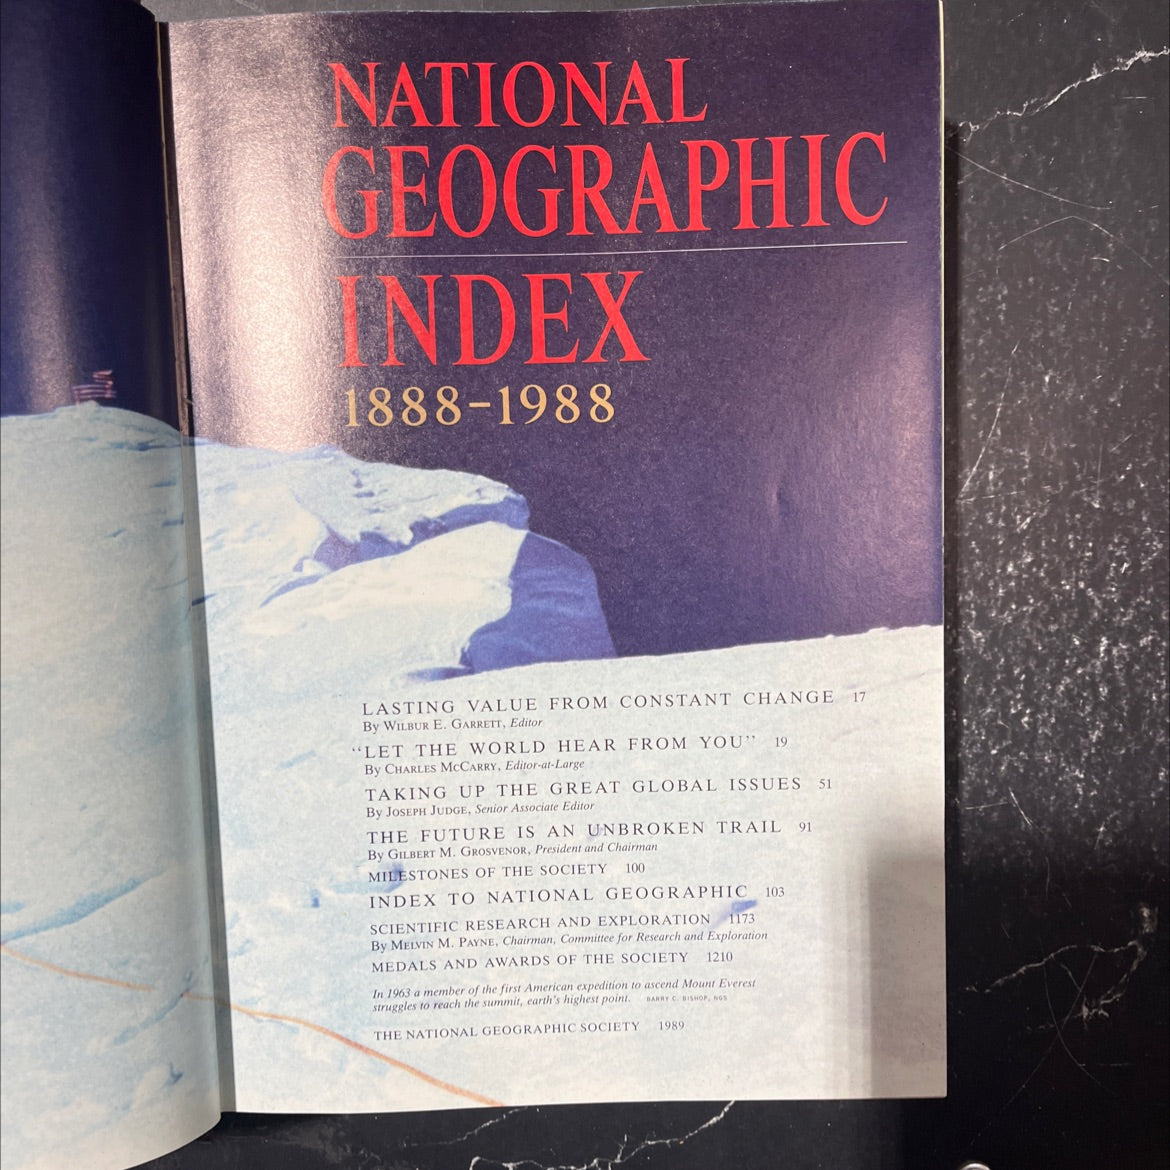 NATIONAL
GEOGRAPHIC
INDEX
1888-1988
LASTING VALUE FROM CONSTANT CHANGE 17
By WILBUR E. GARRETT, Editor
“LET THE WORLD HEAR FROM YOU” 19
By CHARLES MCCARRY, Editor-at-Large
TAKING UP THE GREAT GLOBAL ISSUES 51
By JOSEPH JUDGE, Senior Associate Editor
THE FUTURE IS AN UNBROKEN TRAIL 91
By GILBERT M. GROSVENOR, President and Chairman
MILESTONES OF THE SOCIETY 100
INDEX TO NATIONAL GEOGRAPHIC 103
SCIENTIFIC RESEARCH AND EXPLORATION 1173
By MELVIN M. PAYNE, Chairman, Committee for Research and Exploration
MEDALS AND AWARDS OF THE SOCIETY 1210
In 1963 a member of the first American expedition to ascend Mount Everest
struggles to reach the summit, earth's highest point. BARRY C. BISHOP, NGS
THE NATIONAL GEOGRAPHIC SOCIETY 1989